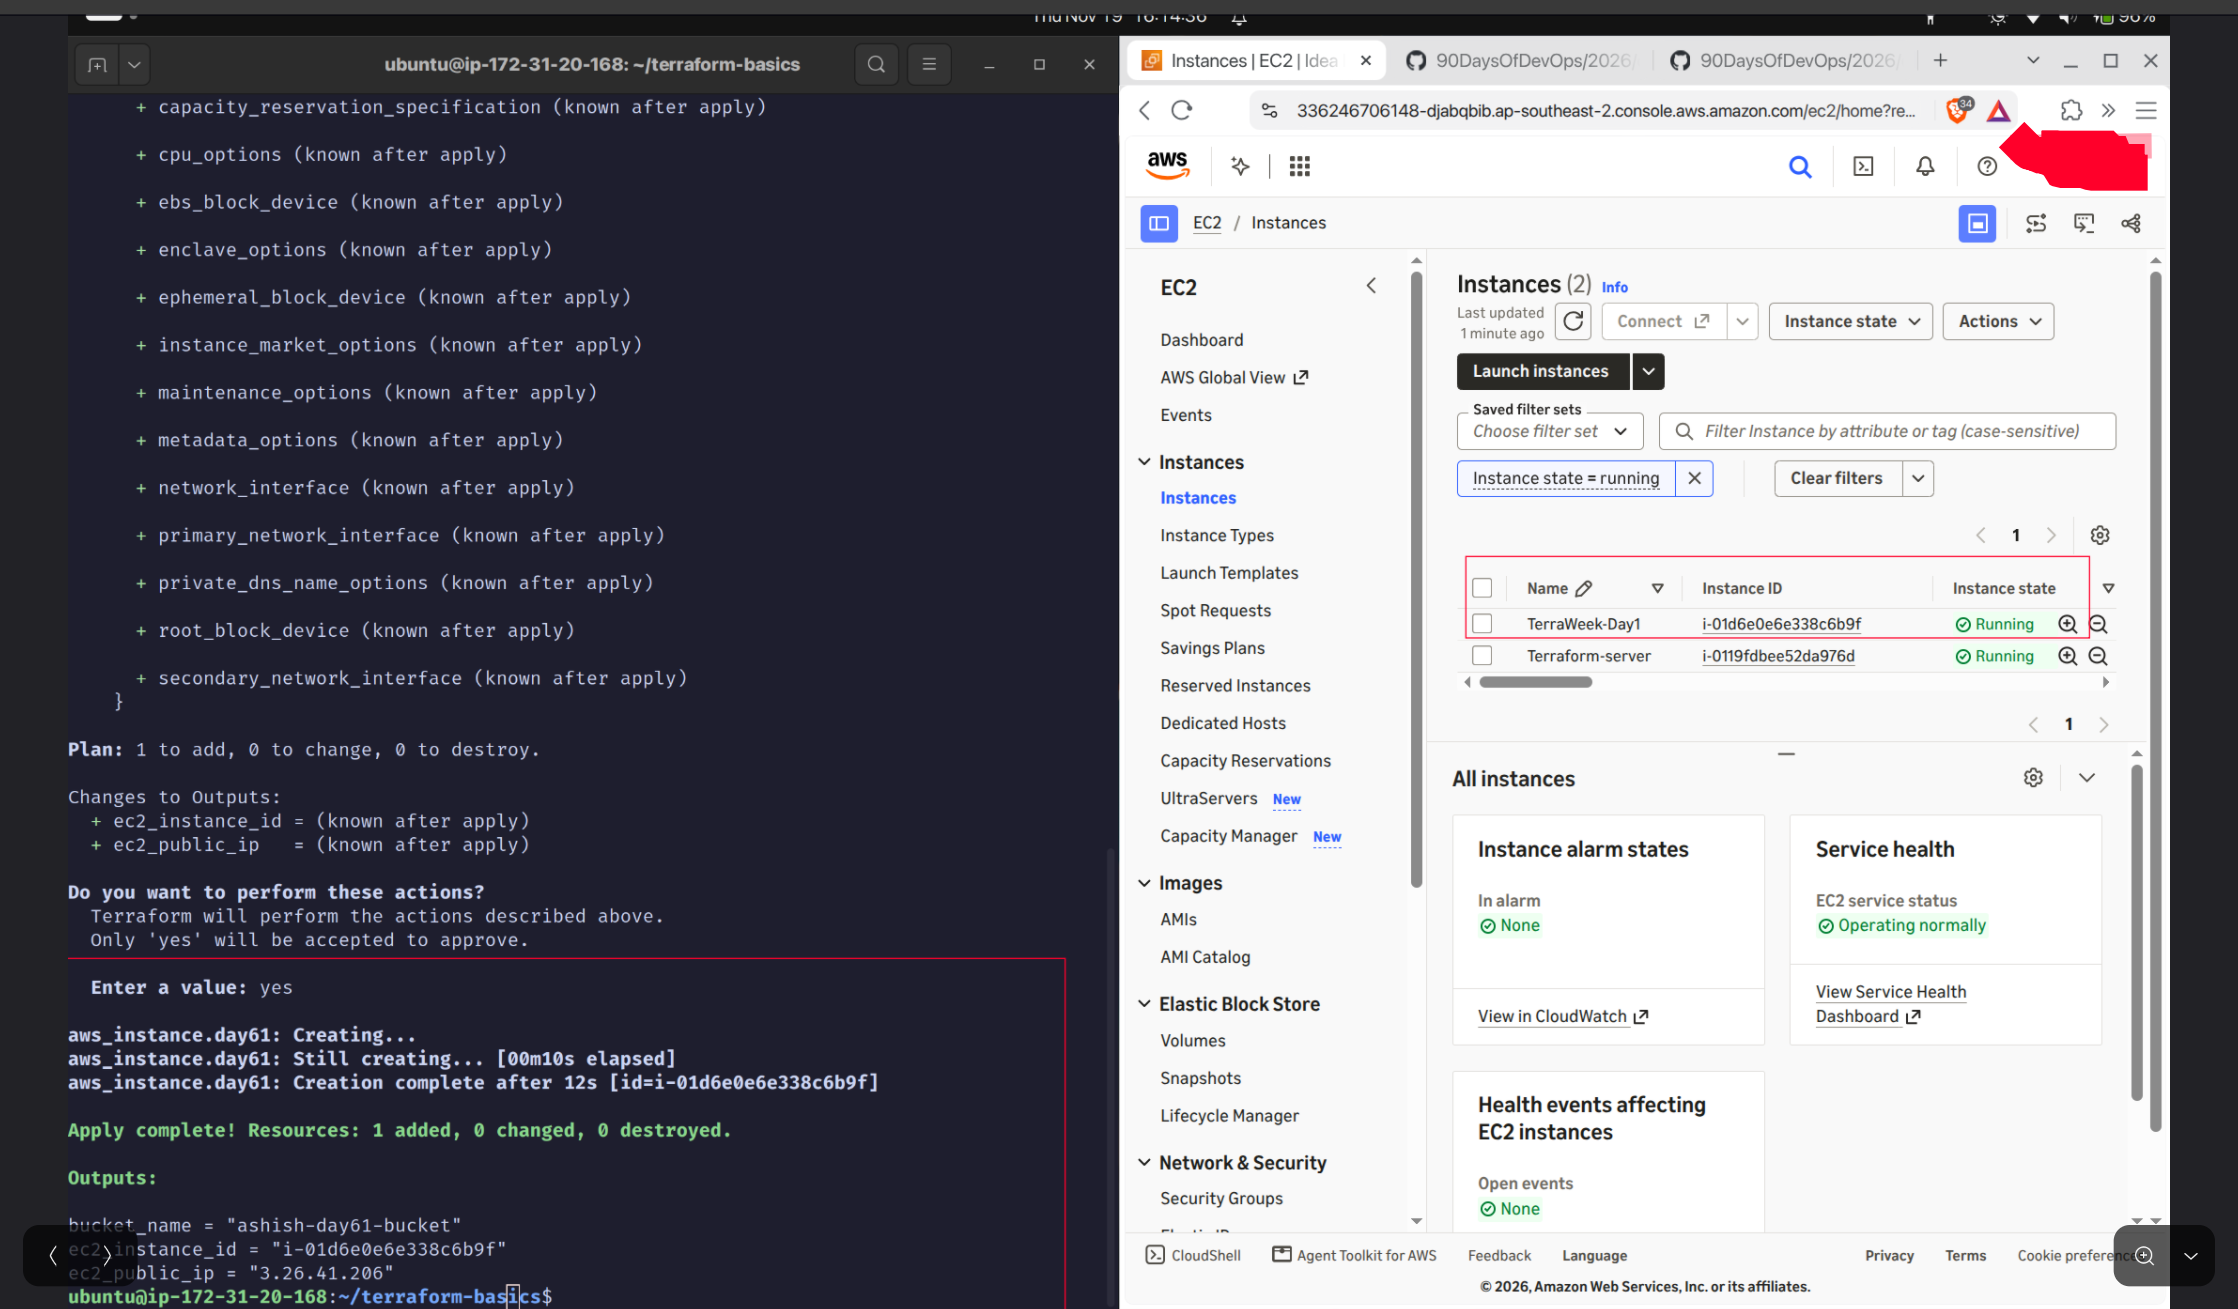 Thu Nov 19 16:14:36
96%
ubuntu@ip-172-31-20-168: ~/terraform-basics
+ capacity_reservation_specification (known after apply)
+ cpu_options (known after apply)
+ ebs_block_device (known after apply)
+ enclave_options (known after apply)
+ ephemeral_block_device (known after apply)
+ instance_market_options (known after apply)
+ maintenance_options (known after apply)
+ metadata_options (known after apply)
+ network_interface (known after apply)
+ primary_network_interface (known after apply)
+ private_dns_name_options (known after apply)
+ root_block_device (known after apply)
+ secondary_network_interface (known after apply)
}
Plan: 1 to add, 0 to change, 0 to destroy.
Changes to Outputs:
+ ec2_instance_id = (known after apply)
+ ec2_public_ip   = (known after apply)
Do you want to perform these actions?
Terraform will perform the actions described above.
Only 'yes' will be accepted to approve.
Enter a value: yes
aws_instance.day61: Creating...
aws_instance.day61: Still creating... [00m10s elapsed]
aws_instance.day61: Creation complete after 12s [id=i-01d6e0e6e338c6b9f]
Apply complete! Resources: 1 added, 0 changed, 0 destroyed.
Outputs:
bucket_name = "ashish-day61-bucket"
ec2_instance_id = "i-01d6e0e6e338c6b9f"
ec2_public_ip = "3.26.41.206"
ubuntu@ip-172-31-20-168:~/terraform-basics$
Instances | EC2 | Idea
90DaysOfDevOps/2026/
90DaysOfDevOps/2026/
336246706148-djabqbib.ap-southeast-2.console.aws.amazon.com/ec2/home?re...
34
aws
EC2 / Instances
EC2
Dashboard
AWS Global View
Events
Instances
Instances
Instance Types
Launch Templates
Spot Requests
Savings Plans
Reserved Instances
Dedicated Hosts
Capacity Reservations
UltraServers New
Capacity Manager New
Images
AMIs
AMI Catalog
Elastic Block Store
Volumes
Snapshots
Lifecycle Manager
Network & Security
Security Groups
Instances (2) Info
Last updated
1 minute ago
Connect
Instance state
Actions
Launch instances
Saved filter sets
Choose filter set
Filter Instance by attribute or tag (case-sensitive)
Instance state = running
Clear filters
1
Name Instance ID Instance state
TerraWeek-Day1 i-01d6e0e6e338c6b9f Running
Terraform-server i-0119fdbee52da976d Running
1
All instances
Instance alarm states
In alarm
None
View in CloudWatch
Service health
EC2 service status
Operating normally
View Service Health
Dashboard
Health events affecting
EC2 instances
Open events
None
CloudShell Agent Toolkit for AWS Feedback Language Privacy Terms Cookie preferenc
© 2026, Amazon Web Services, Inc. or its affiliates.